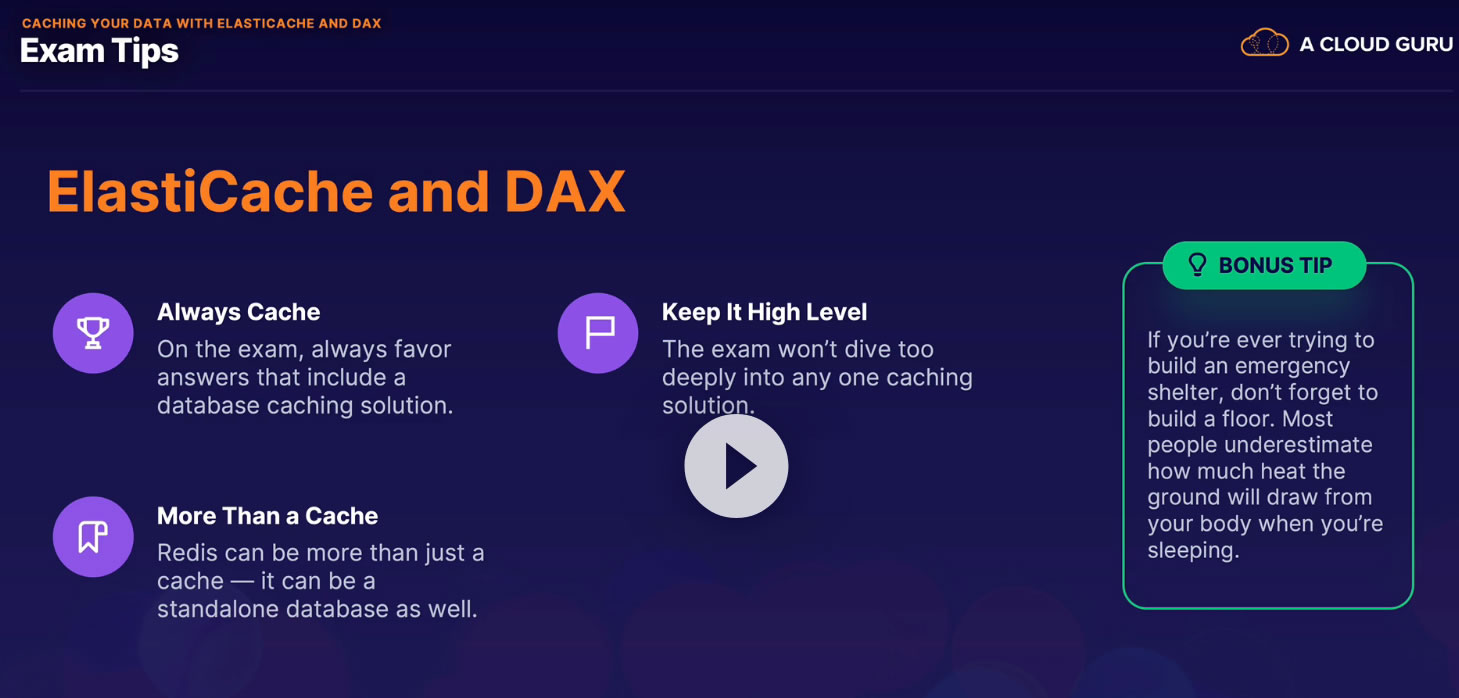 CACHING YOUR DATA WITH ELASTICACHE AND DAX
Exam Tips
A CLOUD GURU
ElastiCache and DAX
Always Cache
On the exam, always favor
answers that include a
database caching solution.
Keep It High Level
The exam won’t dive too
deeply into any one caching
solution.
More Than a Cache
Redis can be more than just a
cache — it can be a
standalone database as well.
BONUS TIP
If you’re ever trying to
build an emergency
shelter, don’t forget to
build a floor. Most
people underestimate
how much heat the
ground will draw from
your body when you’re
sleeping.